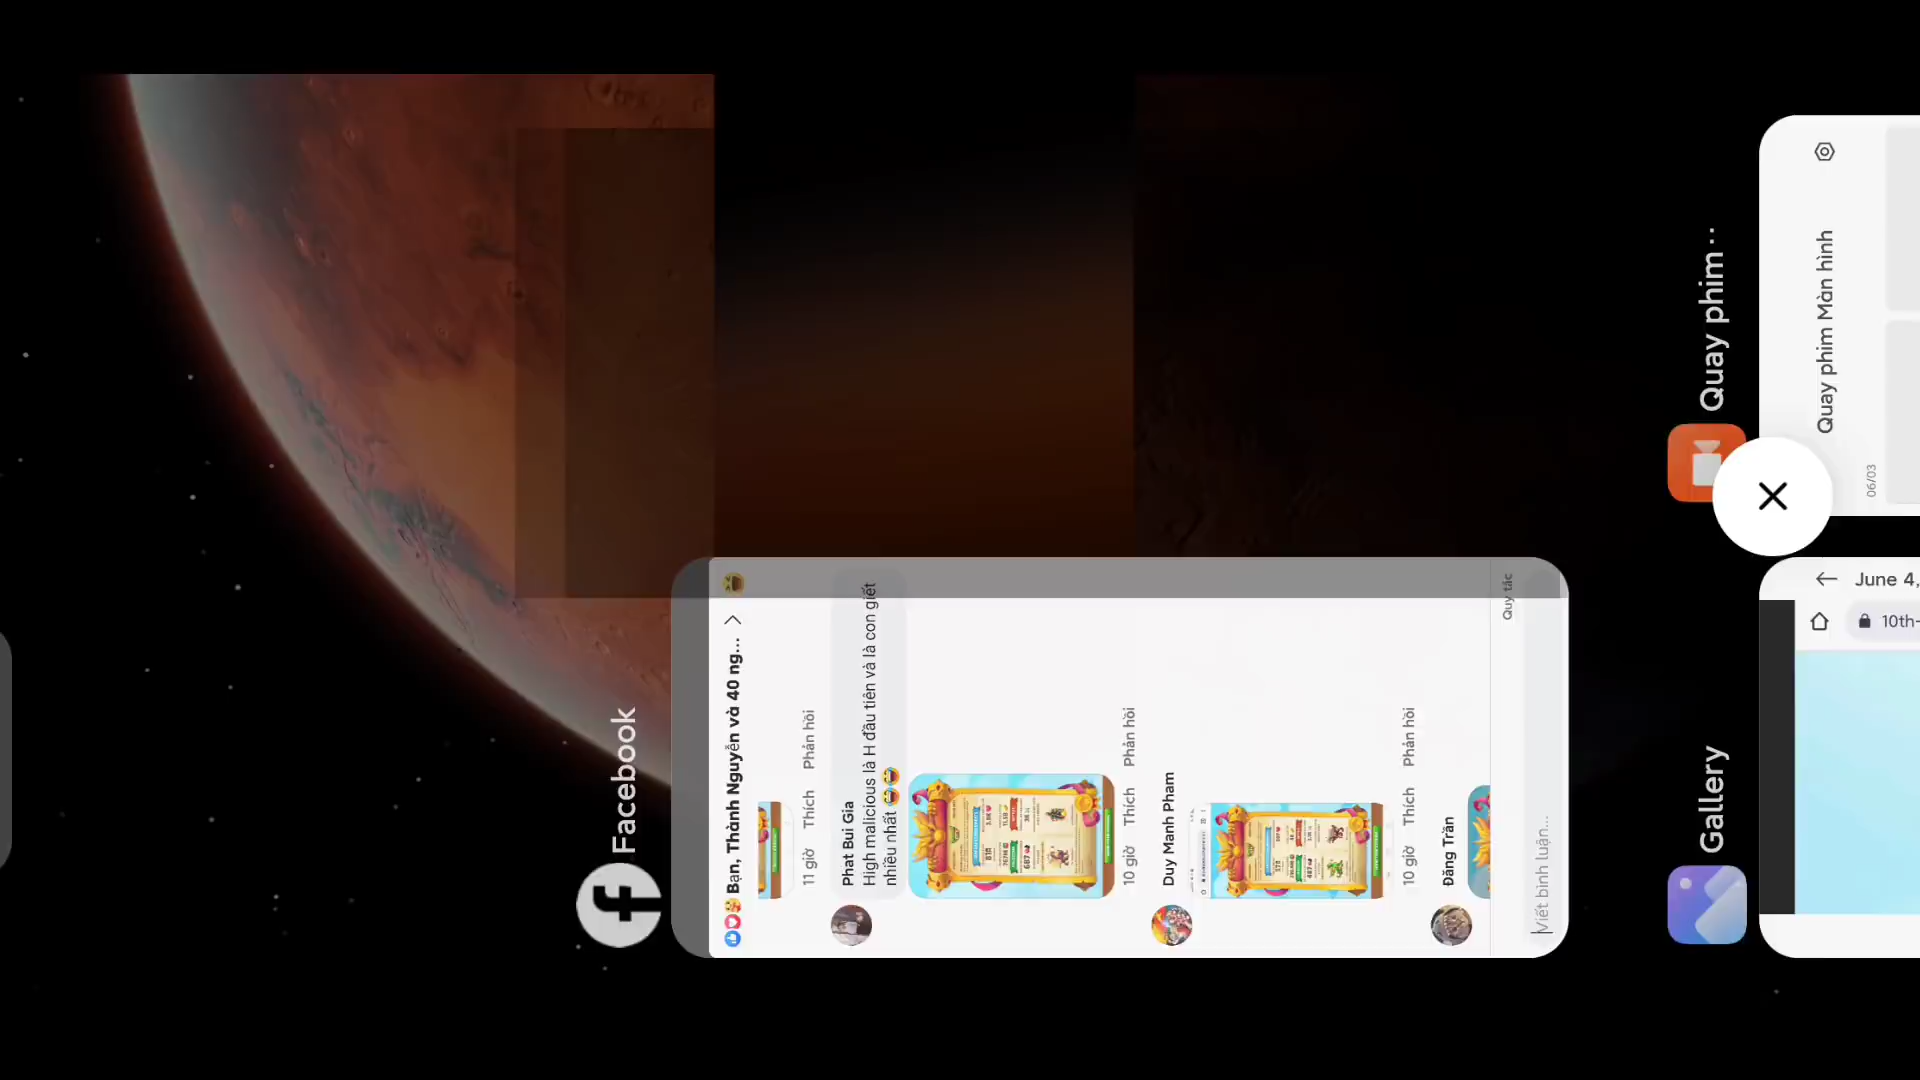 Facebook
Bạn, Thành Nguyễn và 40 ng...
11 giờ Thích Phản hồi
Phat Bui Gia
High malicious là H đầu tiên và là con giết
nhiều nhất 😆😆
10 giờ Thích Phản hồi
Duy Manh Pham
10 giờ Thích Phản hồi
Đăng Trần
Quy tắc
Viết bình luận...
Quay phim ··
Quay phim Màn hình
06/03
Gallery
June 4,
10th-